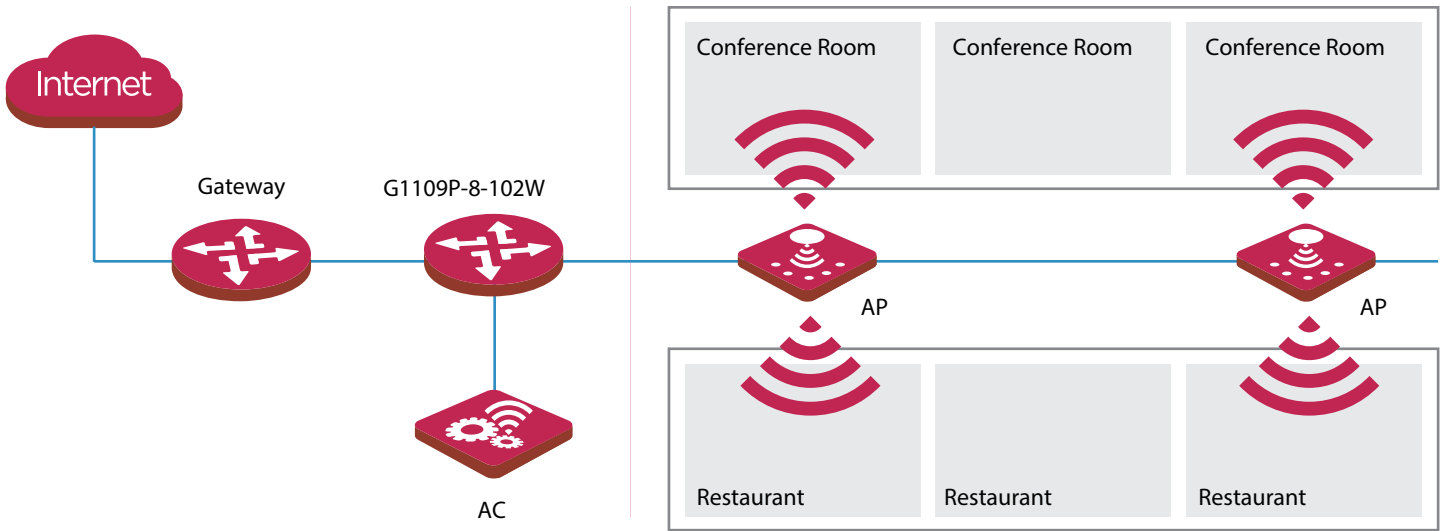 Internet
Gateway
G1109P-8-102W
AC
Conference Room
Conference Room
Conference Room
AP
AP
Restaurant
Restaurant
Restaurant